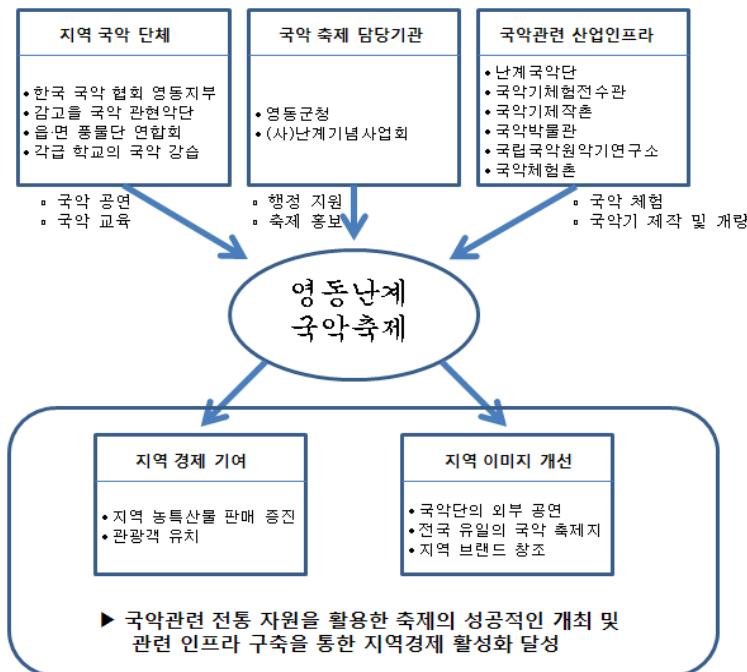 지역 국악 단체
•한국 국악 협회 영동지부
•감고을 국악 관현악단
•읍·면 풍물단 연합회
•각급 학교의 국악 강습
국악 축제 담당기관
•영동군청
•(사)난계기념사업회
국악관련 산업인프라
•난계국악단
•국악기체험전수관
•국악기제작촌
•국악박물관
•국립국악원악기연구소
•국악체험촌
▫ 국악 공연
▫ 국악 교육
▫ 행정 지원
▫ 축제 홍보
▫ 국악 체험
▫ 국악기 제작 및 개량
영동난계
국악축제
지역 경제 기여
•지역 농특산물 판매 증진
•관광객 유치
지역 이미지 개선
•국악단의 외부 공연
•전국 유일의 국악 축제지
•지역 브랜드 창조
▶ 국악관련 전통 자원을 활용한 축제의 성공적인 개최 및
관련 인프라 구축을 통한 지역경제 활성화 달성